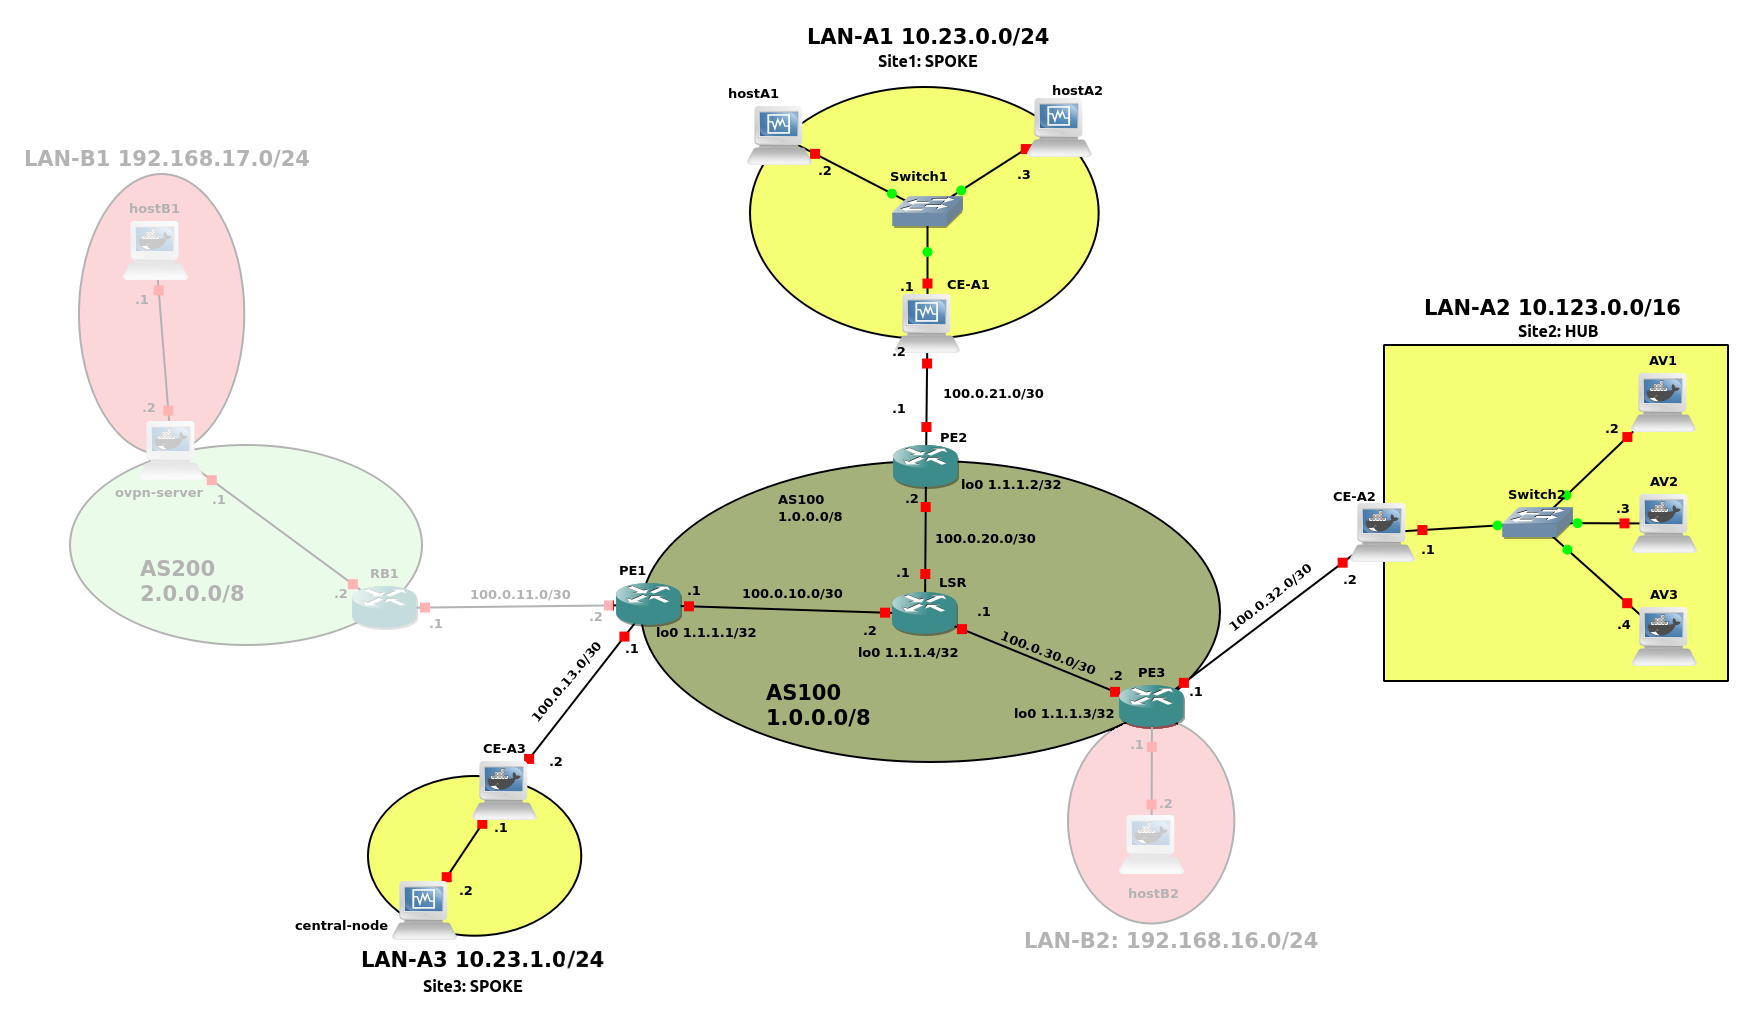 LAN-A1 10.23.0.0/24
Site1: SPOKE
hostA1
hostA2
.2
.3
Switch1
.1
CE-A1
.2
100.0.21.0/30
.1
PE2
lo0 1.1.1.2/32
LAN-B1 192.168.17.0/24
hostB1
.1
.2
ovpn-server
.1
AS200
2.0.0.0/8
RB1
.2
.1
100.0.11.0/30
.2
LAN-A2 10.123.0.0/16
Site2: HUB
AV1
.2
AV2
.3
AV3
.4
Switch2
CE-A2
.1
.2
100.0.32.0/30
AS100
1.0.0.0/8
.2
100.0.20.0/30
.1
LSR
.1
.2
lo0 1.1.1.4/32
PE1
.1
100.0.10.0/30
lo0 1.1.1.1/32
.1
100.0.30.0/30
.2
PE3
.1
lo0 1.1.1.3/32
AS100
1.0.0.0/8
100.0.13.0/30
CE-A3
.2
.1
.2
central-node
LAN-A3 10.23.1.0/24
Site3: SPOKE
.1
.2
hostB2
LAN-B2: 192.168.16.0/24